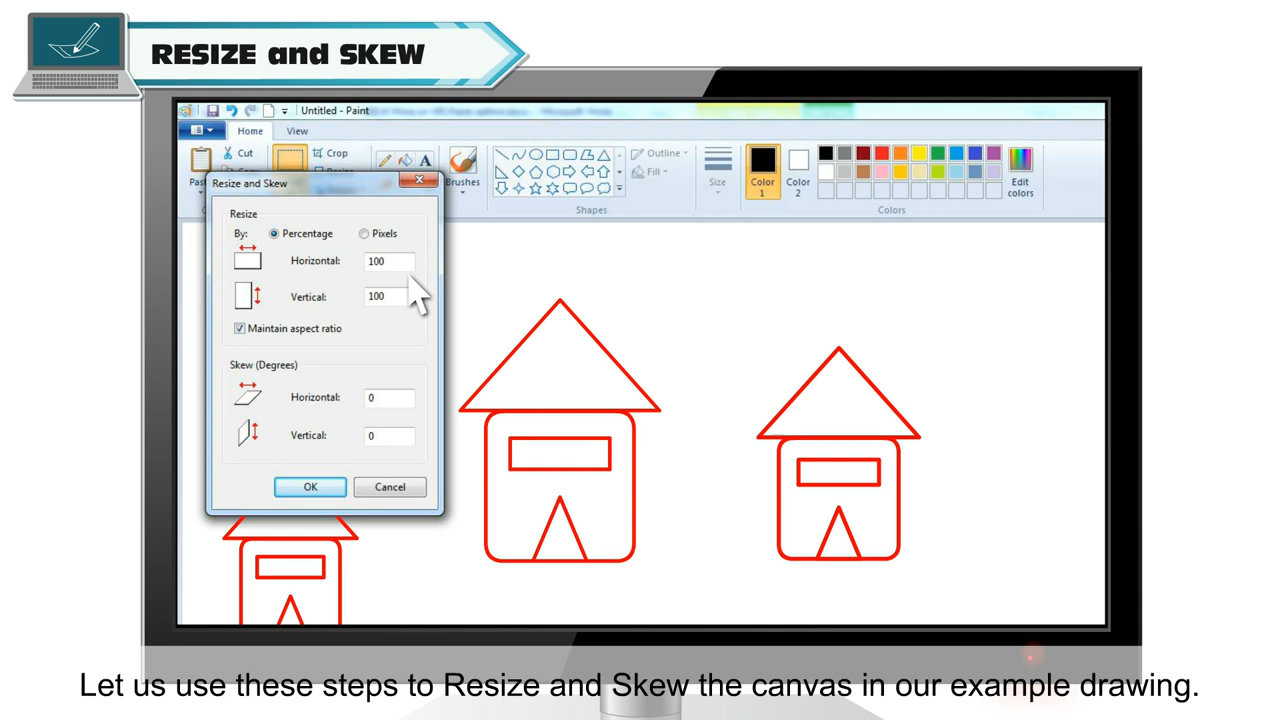 RESIZE and SKEW
Untitled - Paint
Home View
Cut
Crop
A
Brushes
Outline
Fill
Size
Color 1
Color 2
Edit colors
Shapes
Colors
Resize and Skew
Resize
By: Percentage Pixels
Horizontal: 100
Vertical: 100
Maintain aspect ratio
Skew (Degrees)
Horizontal: 0
Vertical: 0
OK Cancel
Let us use these steps to Resize and Skew the canvas in our example drawing.